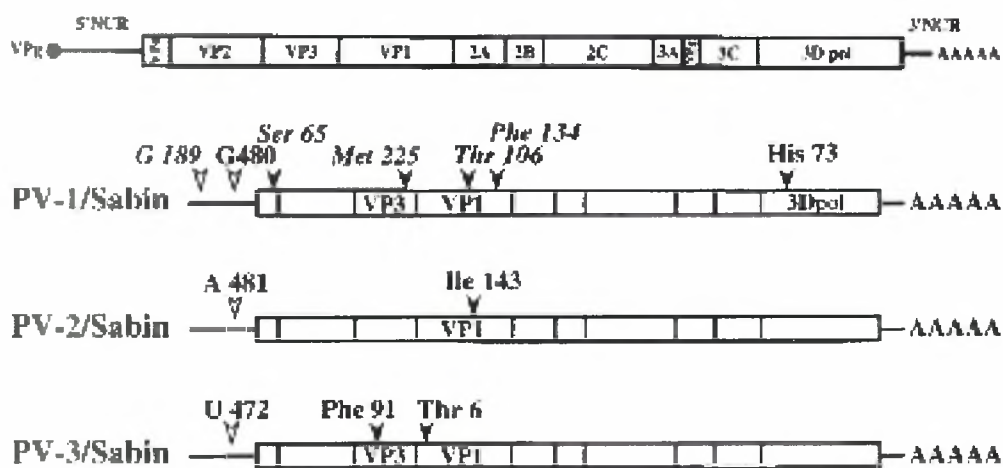 5'NCR 3'NCR
VPg VP2 VP3 VP1 2A 2B 2C 3A 3C 3D pol AAAAA
Ser 65 Phe 134
G 189 G480 Met 225 Thr 106 His 73
PV-1/Sabin VP3 VP1 3Dpol AAAAA
A 481 Ile 143
PV-2/Sabin VP1 AAAAA
U 472 Phe 91 Thr 6
PV-3/Sabin VP3 VP1 AAAAA